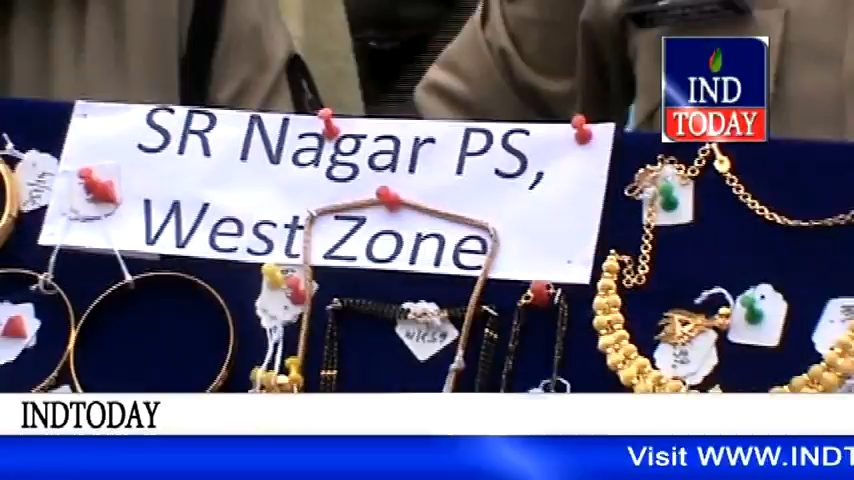 IND
TODAY
SR Nagar PS,
West Zone
INDTODAY
Visit WWW.INDT